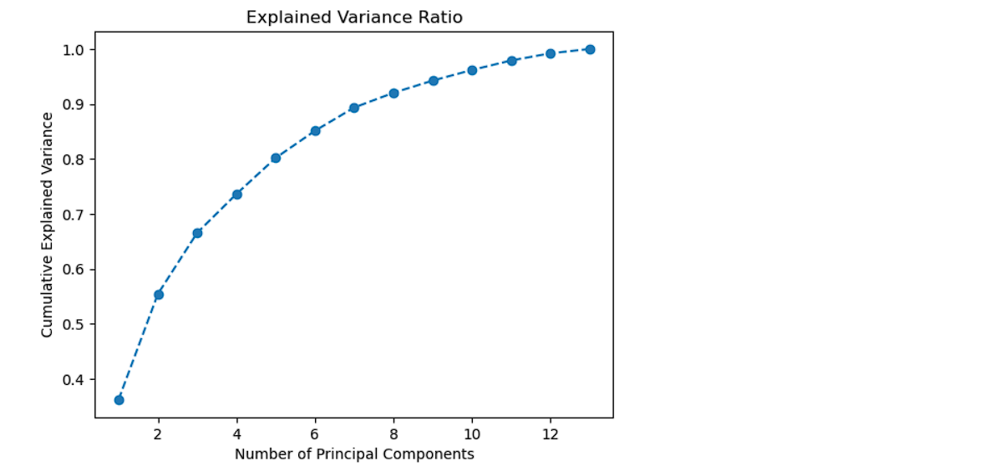 Explained Variance Ratio
1.0
0.9
0.8
0.7
0.6
0.5
0.4
Cumulative Explained Variance
2 4 6 8 10 12
Number of Principal Components